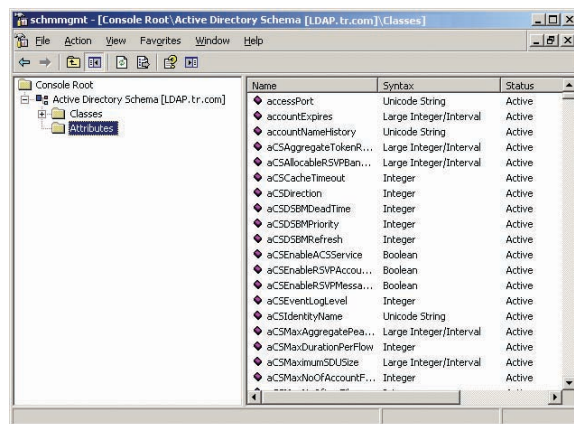 schmmgmt - [Console Root\Active Directory Schema [LDAP.tr.com]\Classes]
File Action View Favorites Window Help
Console Root
Active Directory Schema [LDAP.tr.com]
Classes
Attributes
Name Syntax Status
accessPort Unicode String Active
accountExpires Large Integer/Interval Active
accountNameHistory Unicode String Active
aCSAggregateTokenR... Large Integer/Interval Active
aCSAllocableRSVPBan... Large Integer/Interval Active
aCSCacheTimeout Integer Active
aCSDirection Integer Active
aCSDSBMDeadTime Integer Active
aCSDSBMPriority Integer Active
aCSDSBMRefresh Integer Active
aCSEnableACSService Boolean Active
aCSEnableRSVPAccou... Boolean Active
aCSEnableRSVPMessa... Boolean Active
aCSEventLogLevel Integer Active
aCSIdentityName Unicode String Active
aCSMaxAggregatePea... Large Integer/Interval Active
aCSMaxDurationPerFlow Integer Active
aCSMaximumSDUSize Large Integer/Interval Active
aCSMaxNoOfAccountF... Integer Active